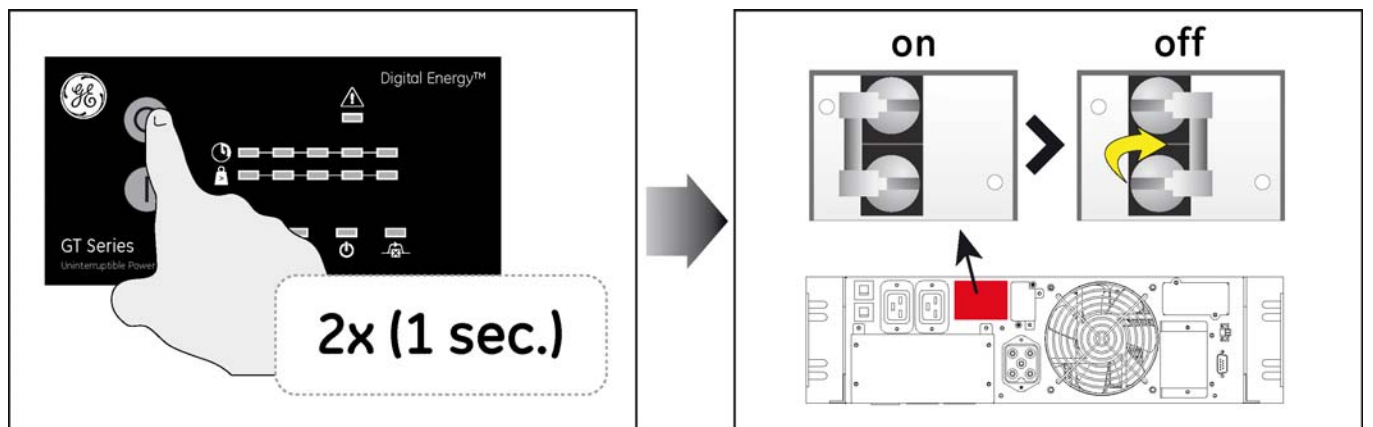 GE
Digital Energy™
GT Series
Uninterruptible Power
2x (1 sec.)
on
off